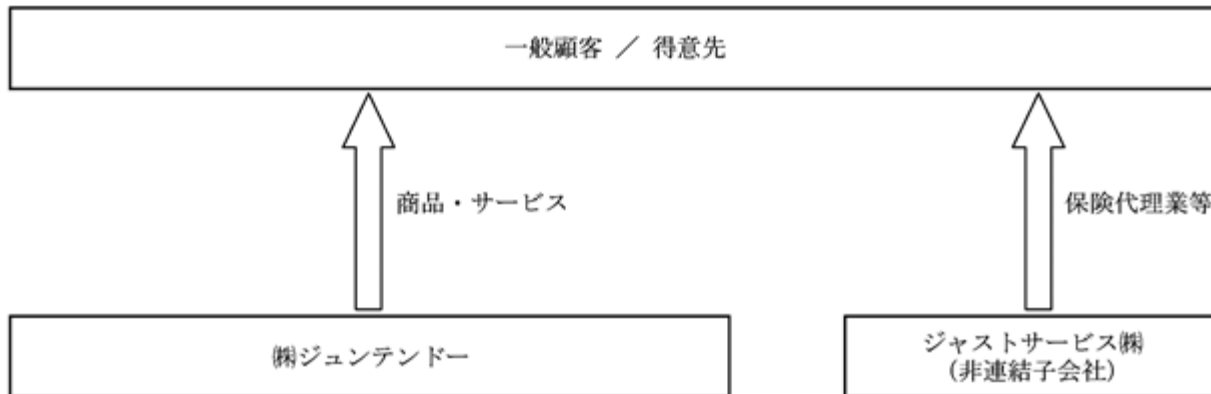 一般顧客 ／ 得意先
商品・サービス
保険代理業等
㈱ジュンテンドー
ジャストサービス㈱
(非連結子会社)